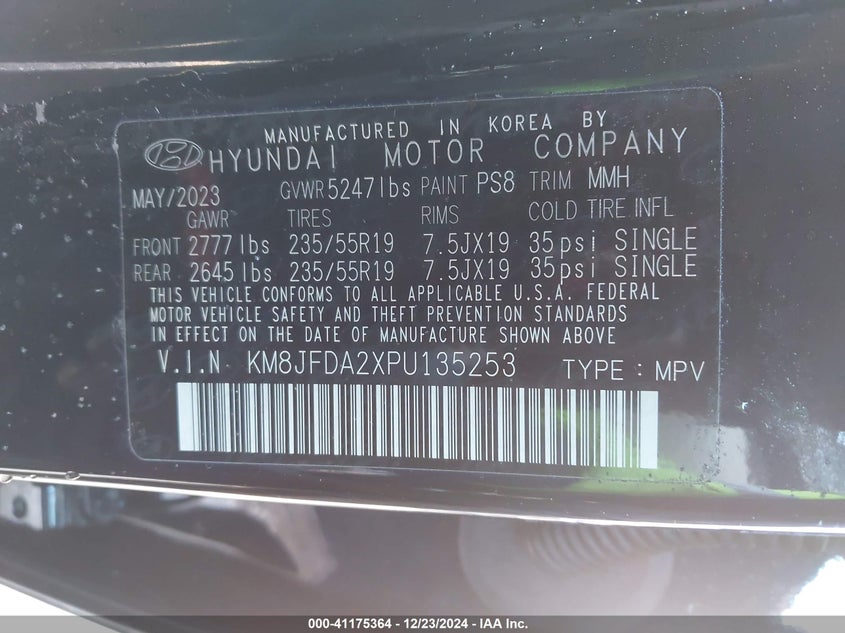 MANUFACTURED IN KOREA BY
HYUNDAI MOTOR COMPANY
MAY/2023 GVWR 5247lbs PAINT PS8 TRIM MMH
GAWR TIRES RIMS COLD TIRE INFL
FRONT 2777 lbs 235/55R19 7.5JX19 35psi SINGLE
REAR 2645 lbs 235/55R19 7.5JX19 35psi SINGLE
THIS VEHICLE CONFORMS TO ALL APPLICABLE U.S.A. FEDERAL
MOTOR VEHICLE SAFETY AND THEFT PREVENTION STANDARDS
IN EFFECT ON THE DATE OF MANUFACTURE SHOWN ABOVE
V.I.N KM8JFDA2XPU135253 TYPE : MPV
000-41175364 - 12/23/2024 - IAA Inc.